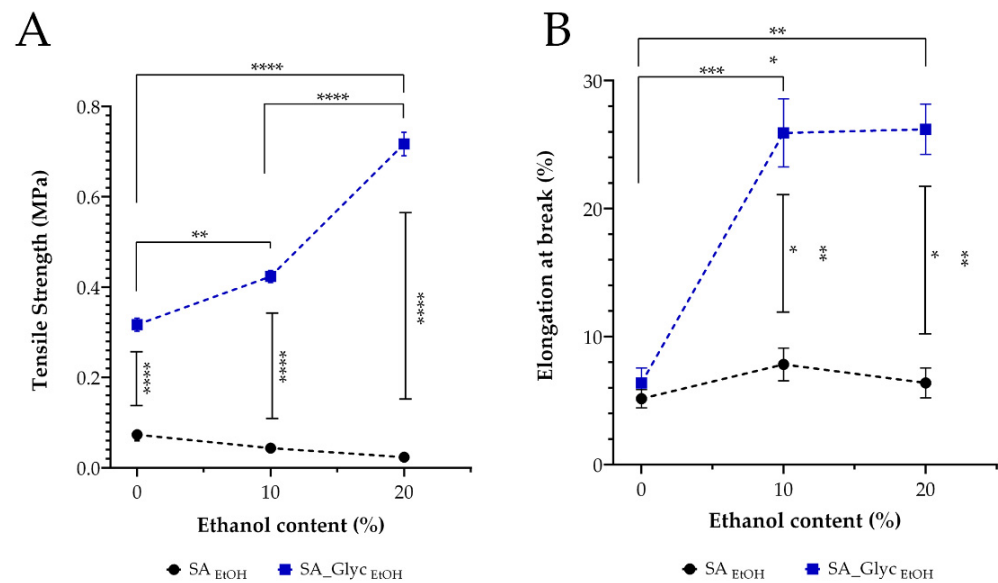 A
B
****
****
**
****
****
****
0.8
0.6
0.4
0.2
0.0
Tensile Strength (MPa)
0
10
20
Ethanol content (%)
SA EtOH
SA_Glyc EtOH
**
***
*
*
**
*
**
30
20
10
0
Elongation at break (%)
0
10
20
Ethanol content (%)
SA EtOH
SA_Glyc EtOH